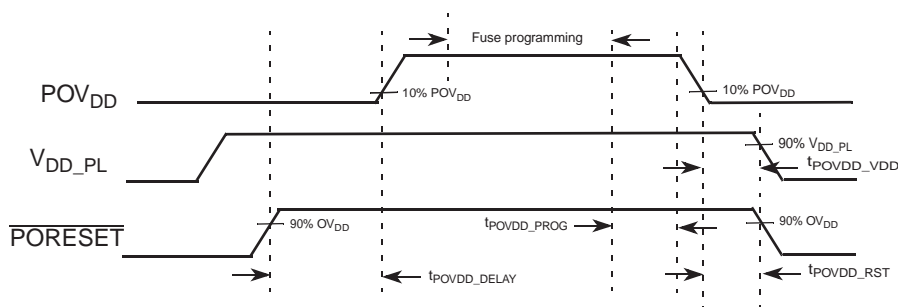 Fuse programming
POV_DD
10% POV_DD
10% POV_DD
V_DD_PL
90% V_DD_PL
t_POVDD_VDD
PORESET
90% OV_DD
t_POVDD_PROG
90% OV_DD
t_POVDD_DELAY
t_POVDD_RST